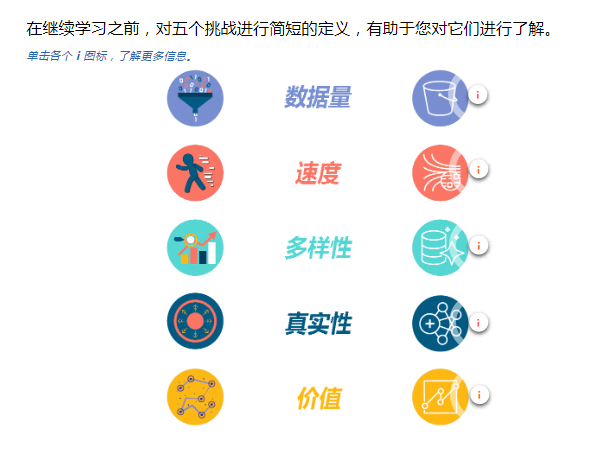 在继续学习之前，对五个挑战进行简短的定义，有助于您对它们进行了解。
单击各个 i 图标，了解更多信息。
数据量
i
速度
i
多样性
i
真实性
i
价值
i